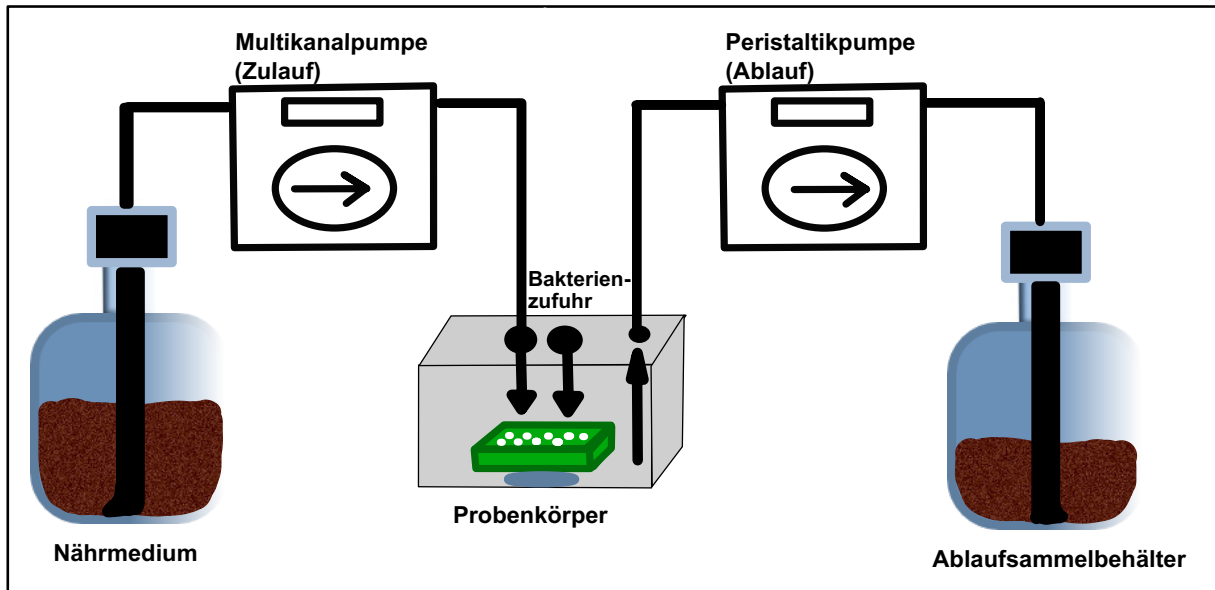 Multikanalpumpe
(Zulauf)
Peristaltikpumpe
(Ablauf)
Bakterien-
zufuhr
Probenkörper
Nährmedium
Ablaufsammelbehälter